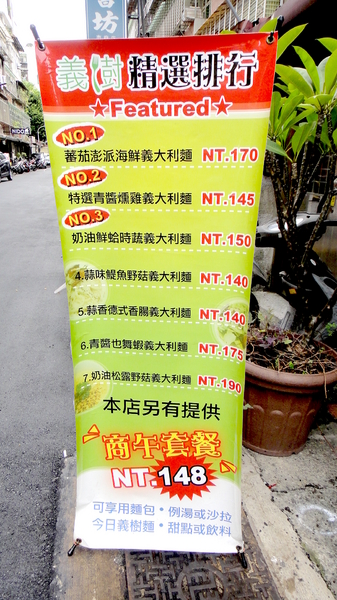 義樹精選排行
★Featured★
NO.1
蕃茄澎派海鮮義大利麵 NT.170
NO.2
特選青醬燻雞義大利麵 NT.145
NO.3
奶油鮮蛤時蔬義大利麵 NT.150
4.蒜味鯷魚野菇義大利麵 NT.140
5.蒜香德式香腸義大利麵 NT.140
6.青醬也舞蝦義大利麵 NT.175
7.奶油松露野菇義大利麵 NT.190
本店另有提供
商午套餐
NT.148
可享用麵包・例湯或沙拉
今日義樹麵・甜點或飲料